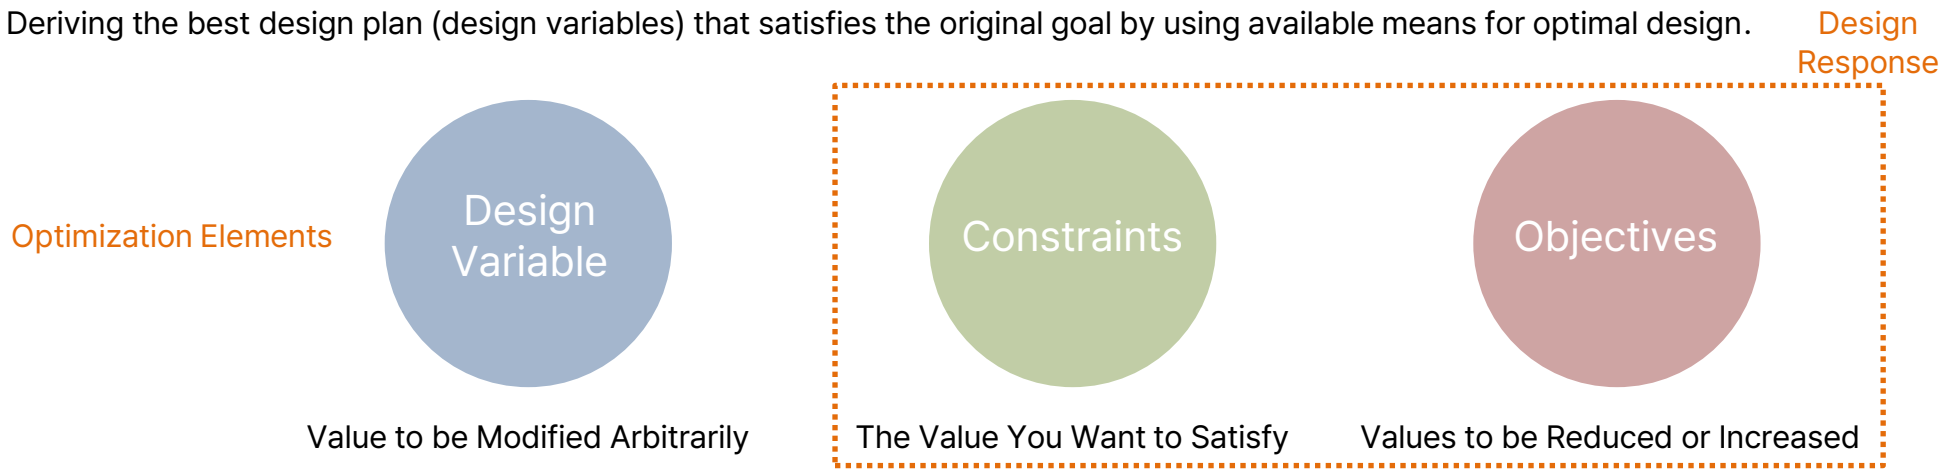 Deriving the best design plan (design variables) that satisfies the original goal by using available means for optimal design.
Design
Response
Optimization Elements
Design
Variable
Constraints
Objectives
Value to be Modified Arbitrarily
The Value You Want to Satisfy
Values to be Reduced or Increased